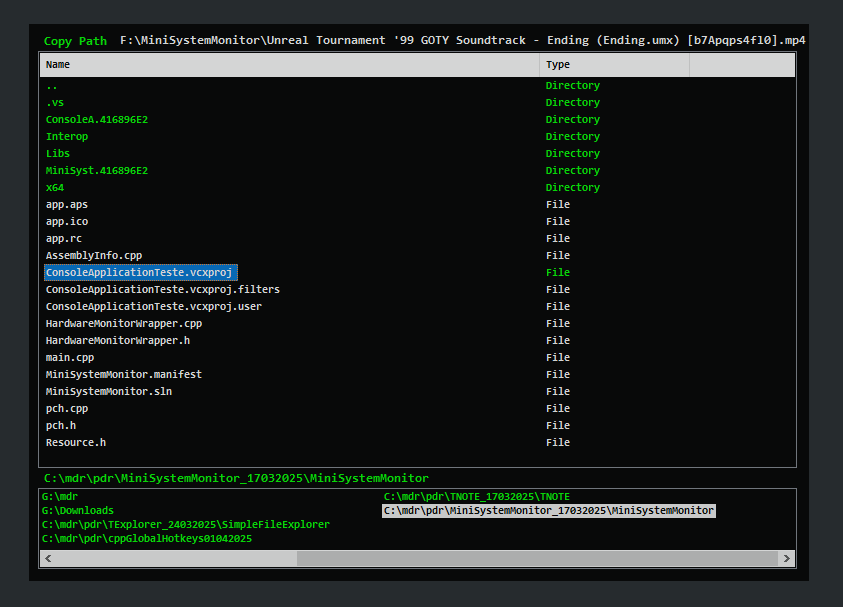 Copy Path F:\MiniSystemMonitor\Unreal Tournament '99 GOTY Soundtrack - Ending (Ending.umx) [b7Apqps4fl0].mp4
Name Type
.. Directory
.vs Directory
ConsoleA.416896E2 Directory
Interop Directory
Libs Directory
MiniSyst.416896E2 Directory
x64 Directory
app.aps File
app.ico File
app.rc File
AssemblyInfo.cpp File
ConsoleApplicationTeste.vcxproj File
ConsoleApplicationTeste.vcxproj.filters File
ConsoleApplicationTeste.vcxproj.user File
HardwareMonitorWrapper.cpp File
HardwareMonitorWrapper.h File
main.cpp File
MiniSystemMonitor.manifest File
MiniSystemMonitor.sln File
pch.cpp File
pch.h File
Resource.h File
C:\mdr\pdr\MiniSystemMonitor_17032025\MiniSystemMonitor
G:\mdr C:\mdr\pdr\TNOTE_17032025\TNOTE
G:\Downloads C:\mdr\pdr\MiniSystemMonitor_17032025\MiniSystemMonitor
C:\mdr\pdr\TExplorer_24032025\SimpleFileExplorer
C:\mdr\pdr\cppGlobalHotkeys01042025